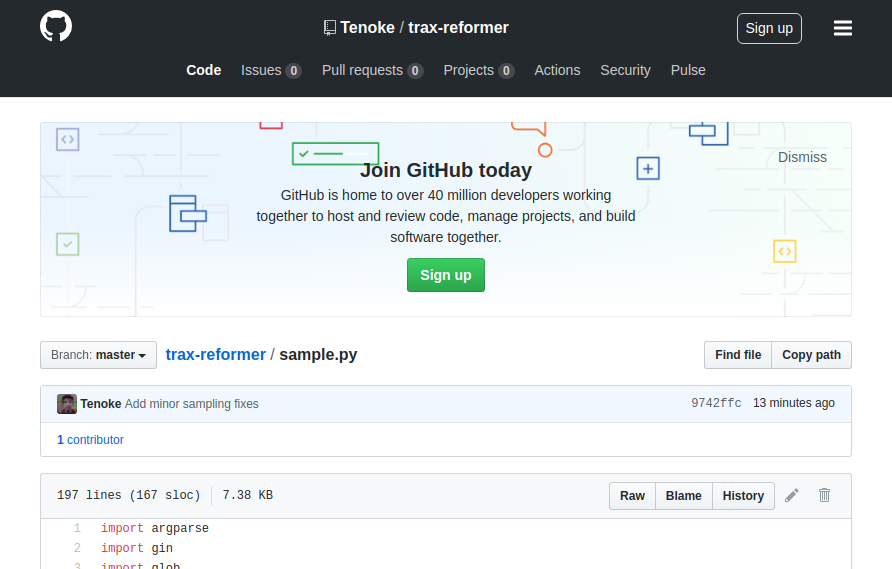 Tenoke / trax-reformer
Sign up
Code Issues 0 Pull requests 0 Projects 0 Actions Security Pulse
Dismiss
Join GitHub today
GitHub is home to over 40 million developers working
together to host and review code, manage projects, and build
software together.
Sign up
Branch: master trax-reformer / sample.py Find file Copy path
Tenoke Add minor sampling fixes 9742ffc 13 minutes ago
1 contributor
197 lines (167 sloc) 7.38 KB Raw Blame History
1 import argparse
2 import gin
3 import glob